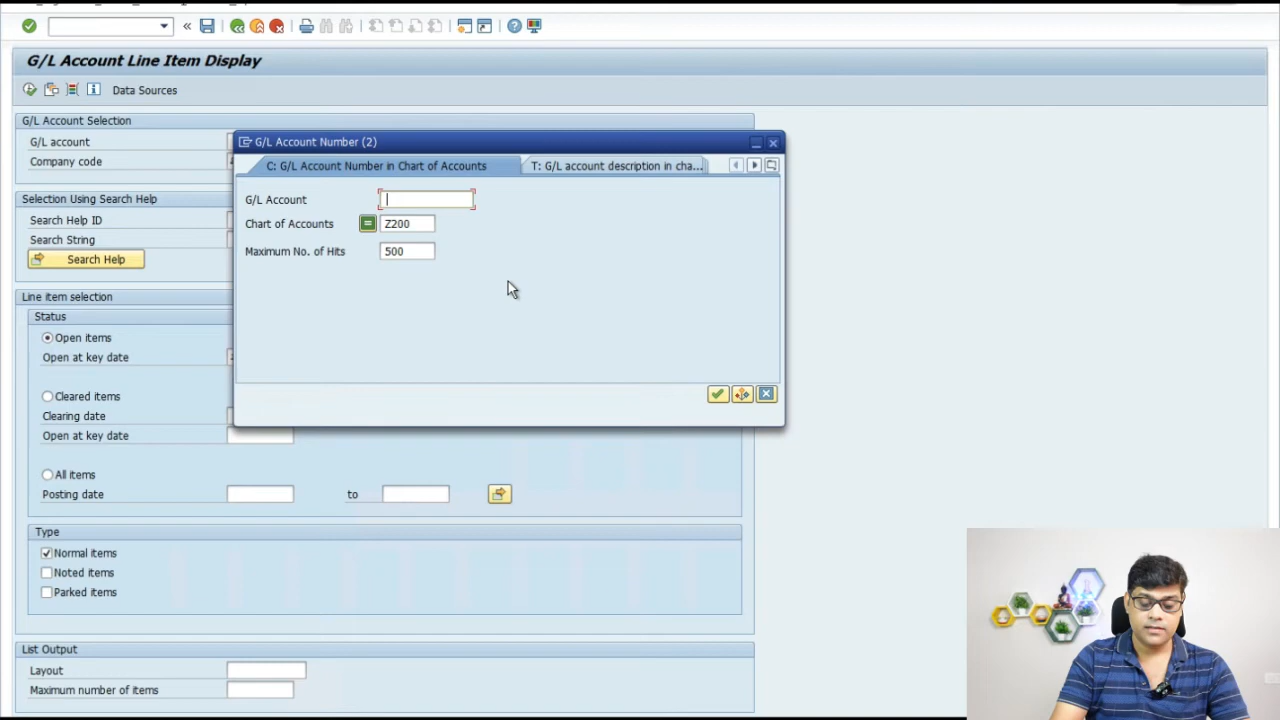 G/L Account Line Item Display
Data Sources
G/L Account Selection
G/L account
Company code
Selection Using Search Help
Search Help ID
Search String
Search Help
Line item selection
Status
Open items
Open at key date
Cleared items
Clearing date
Open at key date
All items
Posting date to
Type
Normal items
Noted items
Parked items
List Output
Layout
Maximum number of items
G/L Account Number (2)
C: G/L Account Number in Chart of Accounts T: G/L account description in cha...
G/L Account
Chart of Accounts = Z200
Maximum No. of Hits 500